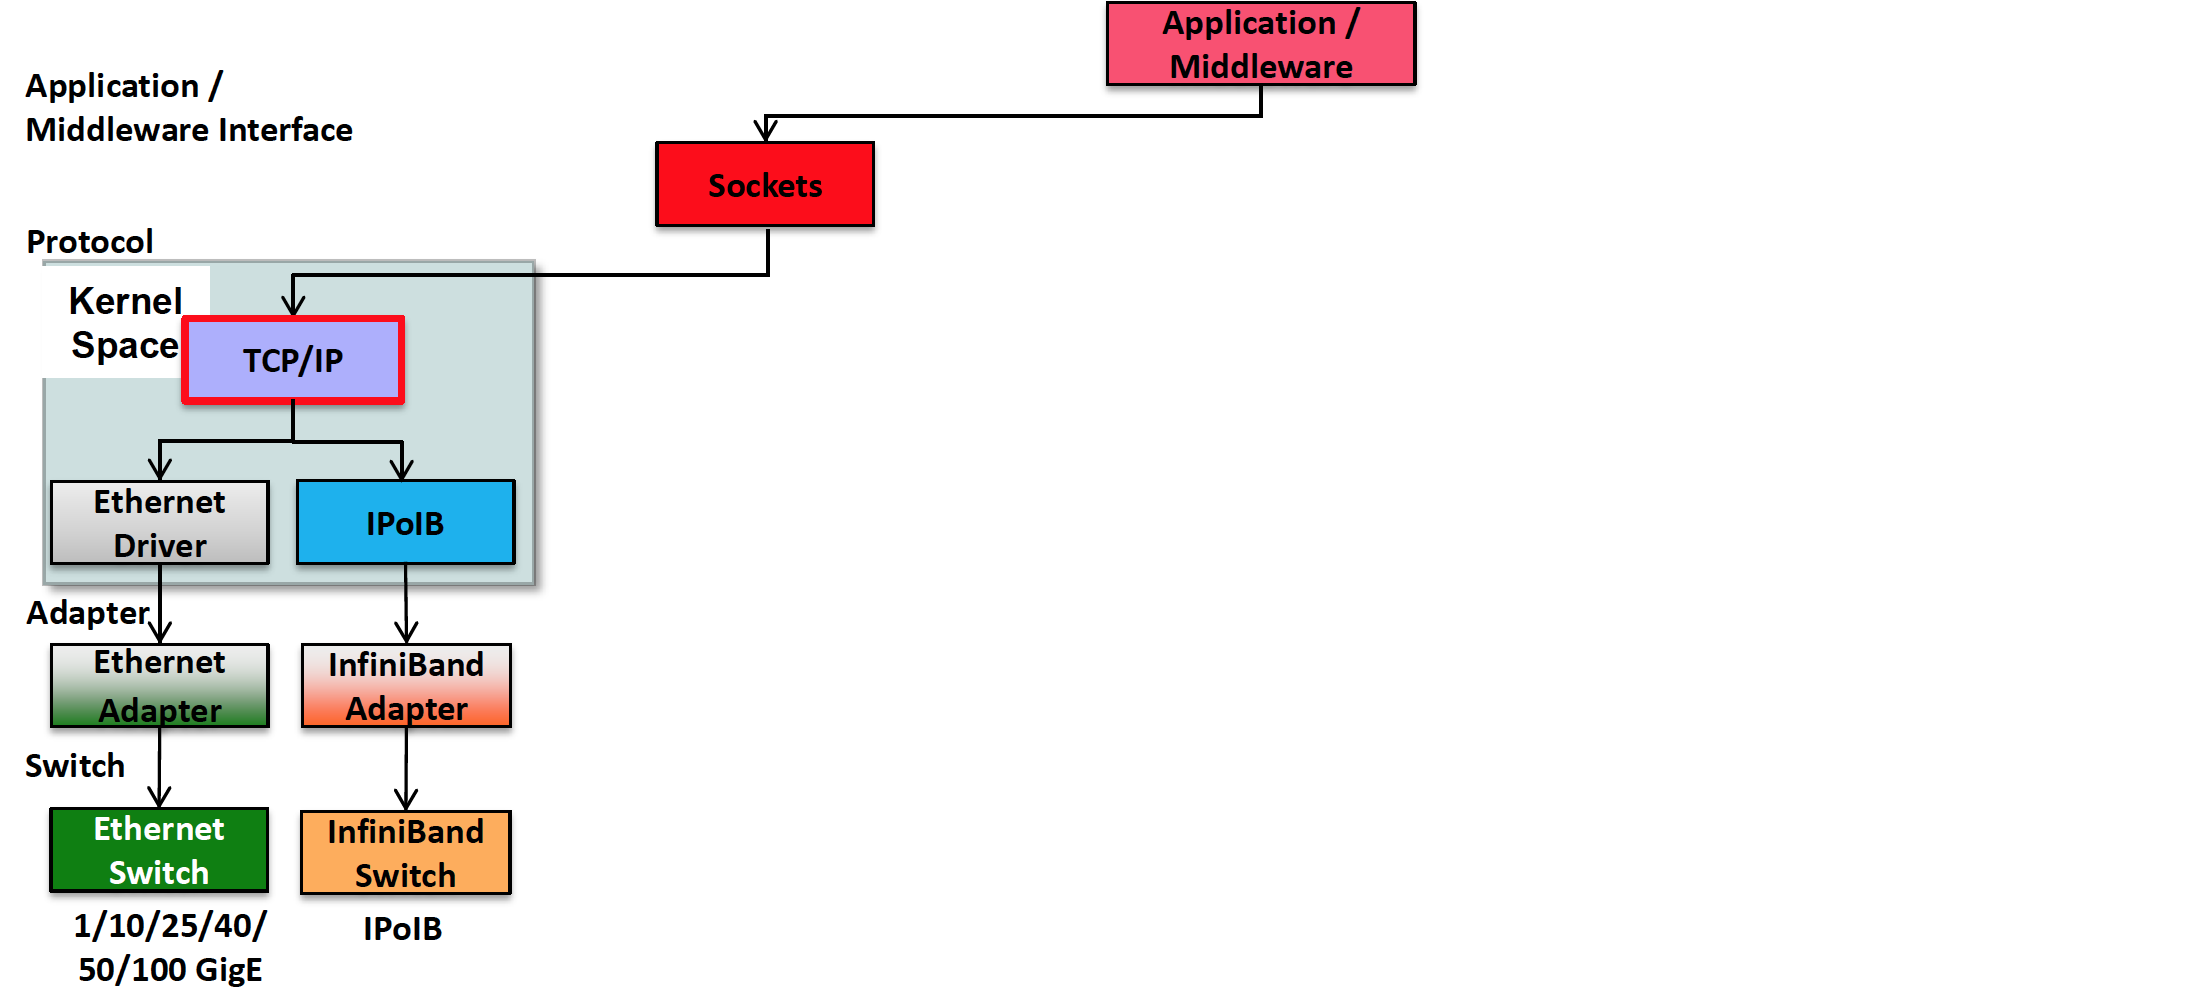 Application /
Middleware
Application /
Middleware Interface
Sockets
Protocol
Kernel
Space
TCP/IP
Ethernet
Driver
IPoIB
Adapter
Ethernet
Adapter
InfiniBand
Adapter
Switch
Ethernet
Switch
InfiniBand
Switch
1/10/25/40/
50/100 GigE
IPoIB